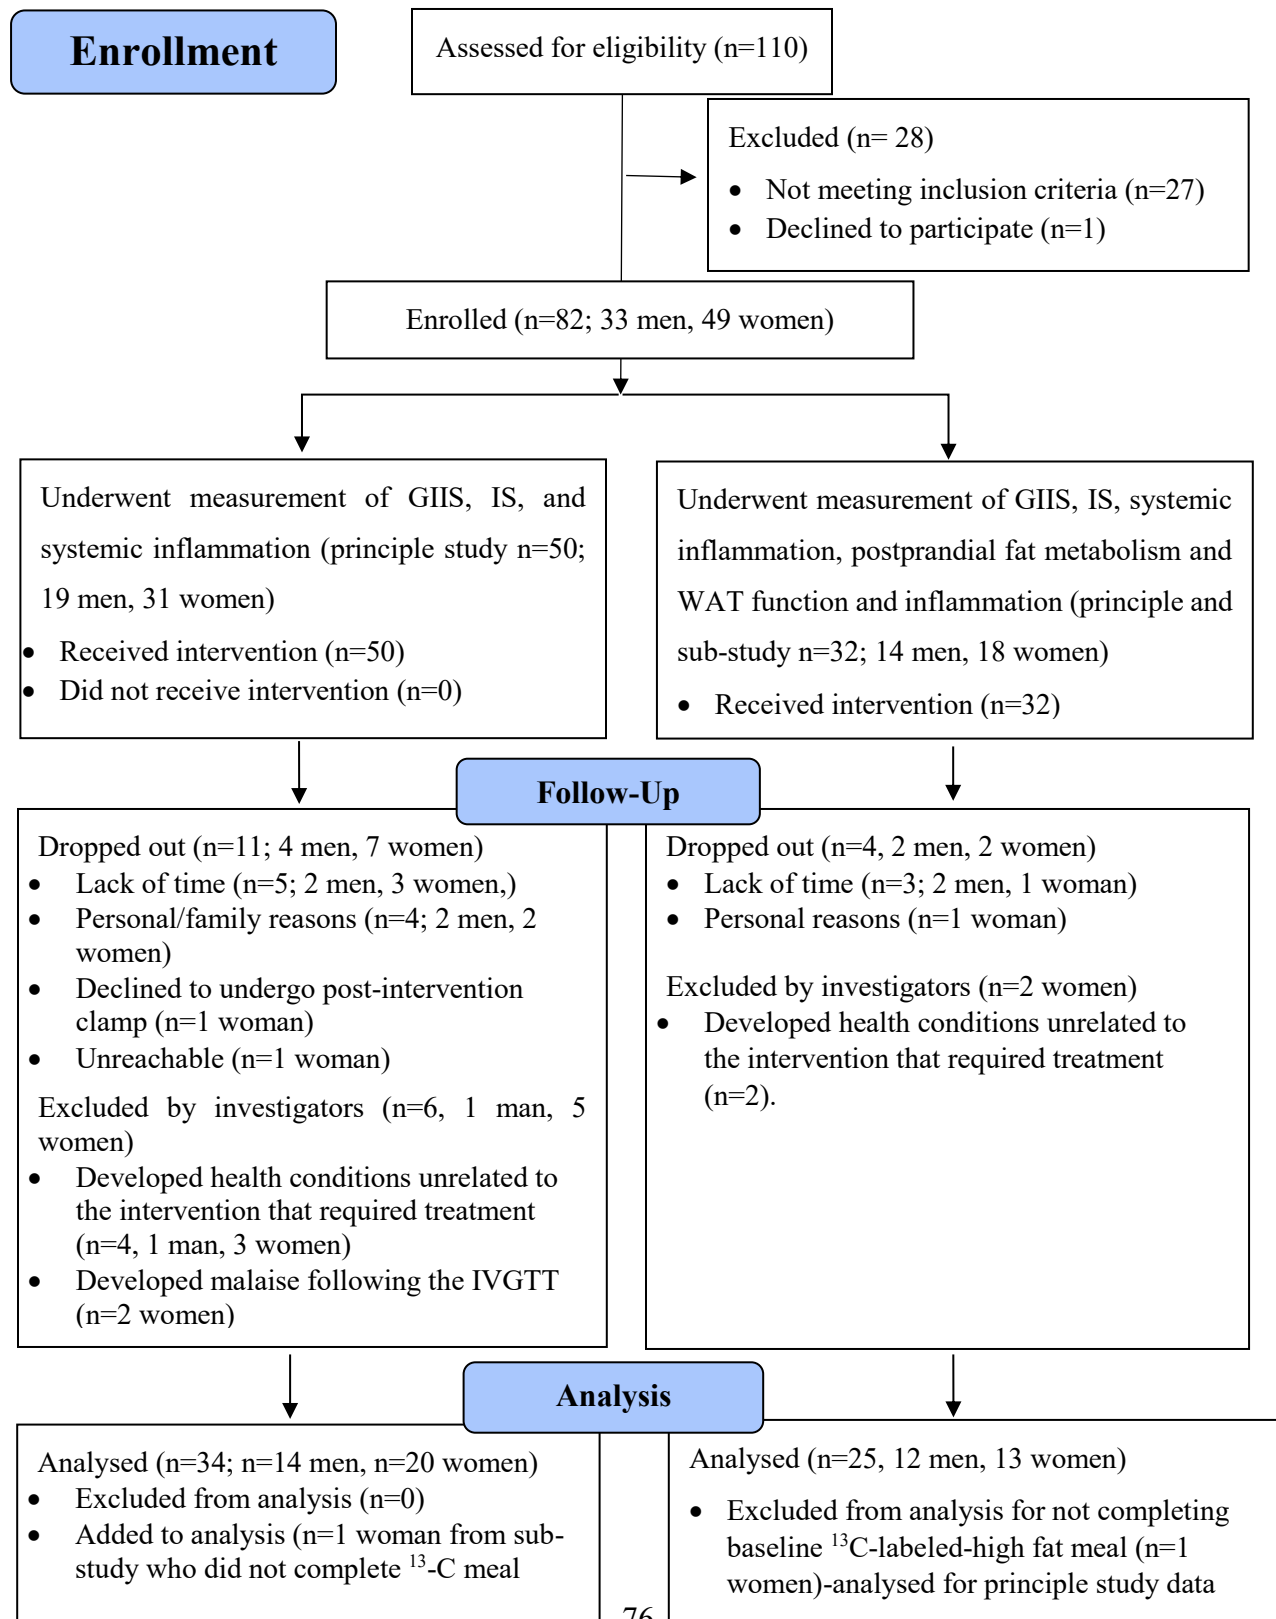 Enrollment
Assessed for eligibility (n=110)
Excluded (n= 28)
• Not meeting inclusion criteria (n=27)
• Declined to participate (n=1)
Enrolled (n=82; 33 men, 49 women)
Underwent measurement of GIIS, IS, and
systemic inflammation (principle study n=50;
19 men, 31 women)
• Received intervention (n=50)
• Did not receive intervention (n=0)
Underwent measurement of GIIS, IS, systemic
inflammation, postprandial fat metabolism and
WAT function and inflammation (principle and
sub-study n=32; 14 men, 18 women)
• Received intervention (n=32)
Follow-Up
Dropped out (n=11; 4 men, 7 women)
• Lack of time (n=5; 2 men, 3 women,)
• Personal/family reasons (n=4; 2 men, 2
women)
• Declined to undergo post-intervention
clamp (n=1 woman)
• Unreachable (n=1 woman)
Excluded by investigators (n=6, 1 man, 5
women)
• Developed health conditions unrelated to
the intervention that required treatment
(n=4, 1 man, 3 women)
• Developed malaise following the IVGTT
(n=2 women)
Dropped out (n=4, 2 men, 2 women)
• Lack of time (n=3; 2 men, 1 woman)
• Personal reasons (n=1 woman)
Excluded by investigators (n=2 women)
• Developed health conditions unrelated to
the intervention that required treatment
(n=2).
Analysis
Analysed (n=34; n=14 men, n=20 women)
• Excluded from analysis (n=0)
• Added to analysis (n=1 woman from sub-
study who did not complete ¹³-C meal
Analysed (n=25, 12 men, 13 women)
• Excluded from analysis for not completing
baseline ¹³C-labeled-high fat meal (n=1
women)-analysed for principle study data
76